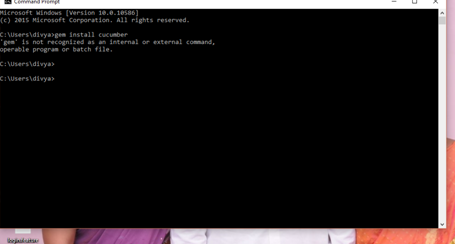 Command Prompt
Microsoft Windows [Version 10.0.10586]
(c) 2015 Microsoft Corporation. All rights reserved.
C:\Users\divya>gem install cucumber
'gem' is not recognized as an internal or external command,
operable program or batch file.
C:\Users\divya>
C:\Users\divya>